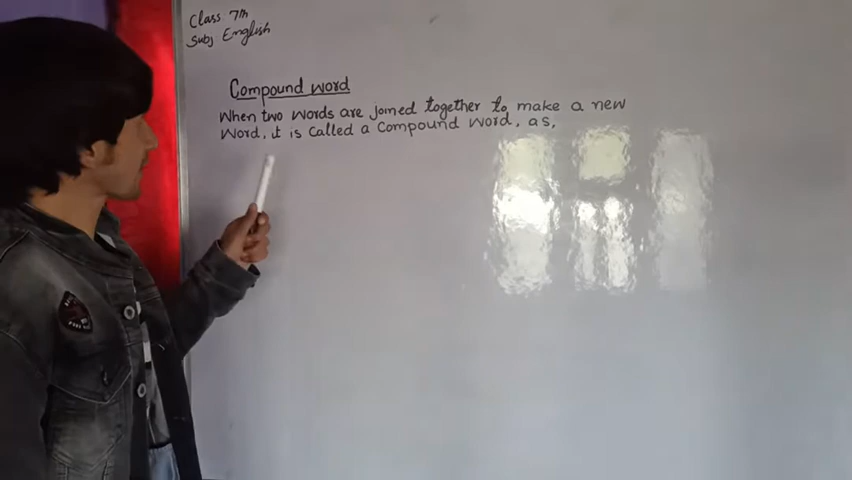 Class 7th
Subj English
Compound word
When two words are joined together to make a new
word, it is called a compound word, as,